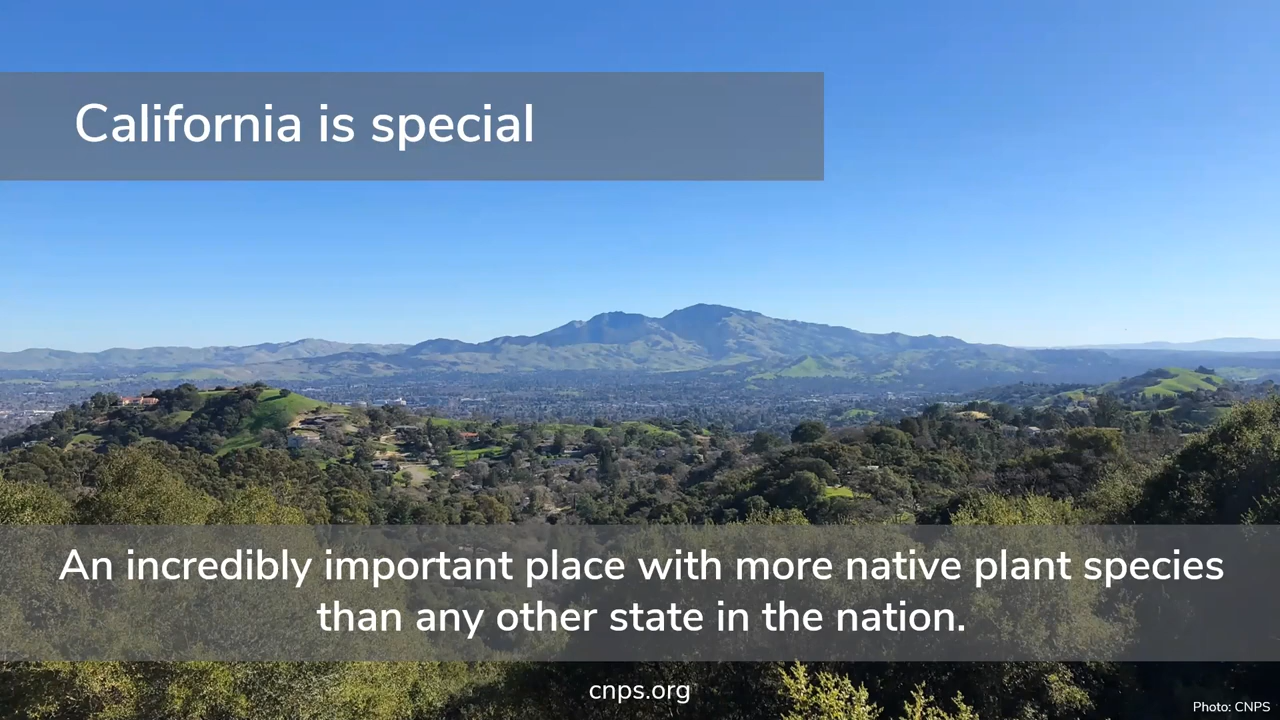 California is special
An incredibly important place with more native plant species
than any other state in the nation.
cnps.org
Photo: CNPS